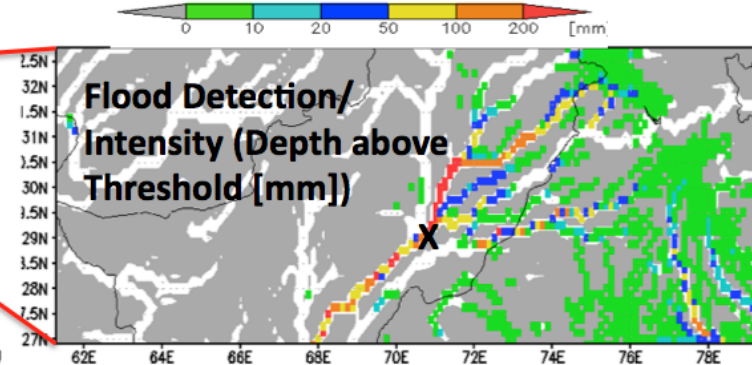 0 10 20 50 100 200 [mm]
1.5N
32N
1.5N
31N
0.5N
30N
9.5N
29N
8.5N
28N
7.5N
27N
Flood Detection/
Intensity (Depth above
Threshold [mm])
X
62E 64E 66E 68E 70E 72E 74E 76E 78E